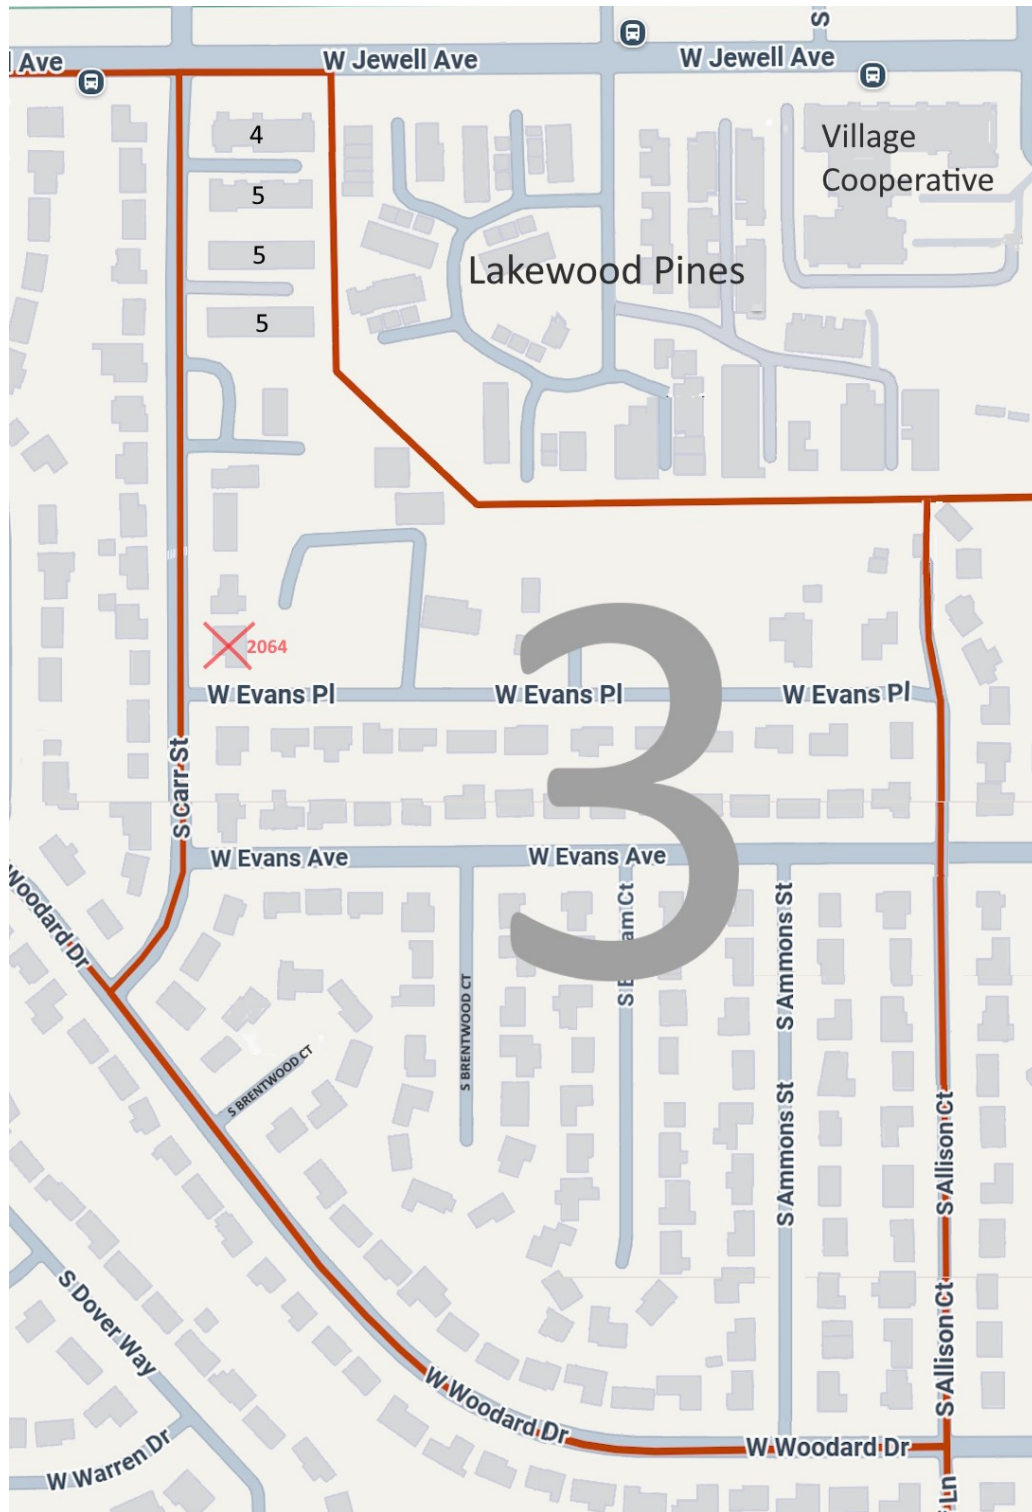 S
l Ave
W Jewell Ave
W Jewell Ave
4
Village
Cooperative
5
5
Lakewood Pines
5
2064
W Evans Pl
W Evans Pl
W Evans Pl
3
S Carr St
W Evans Ave
W Evans Ave
Woodard Dr
S Ammons St
S BRENTWOOD CT
S BRENTWOOD CT
S Ammons St
S Allison Ct
S Dover Way
S Allison Ct
W Woodard Dr
W Woodard Dr
W Warren Dr
Ln